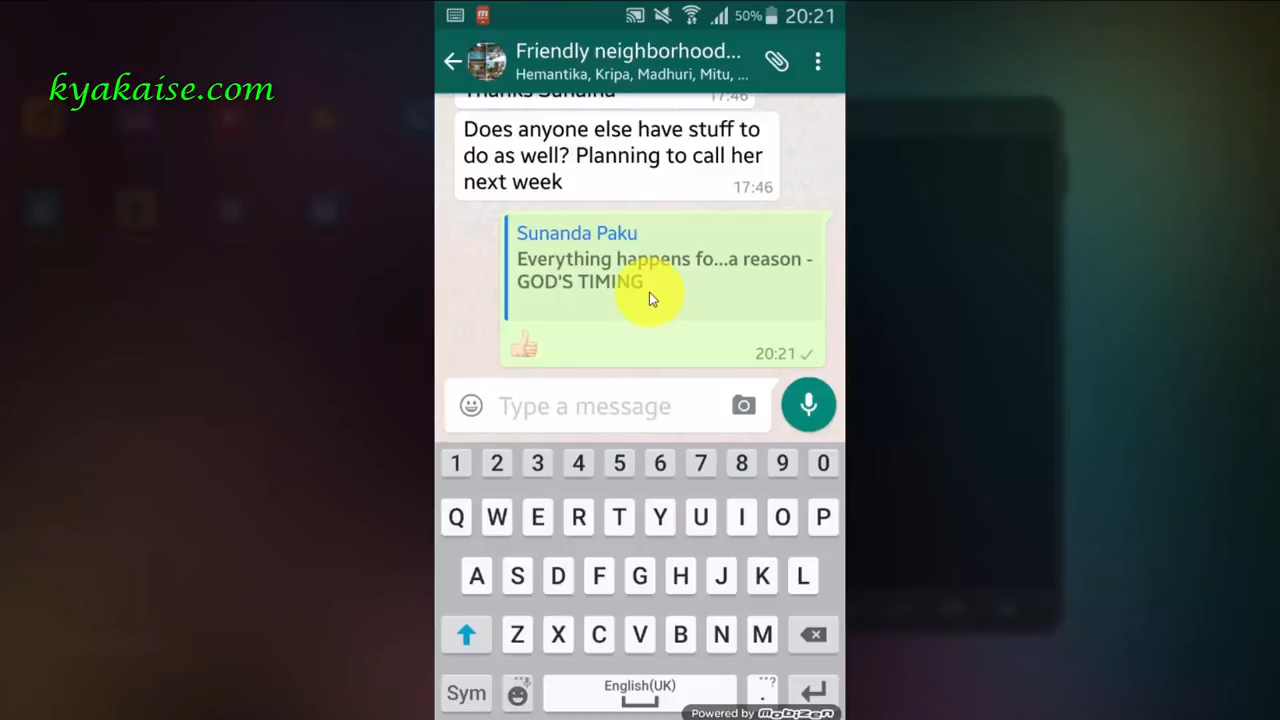 50% 20:21
kyakaise.com
Friendly neighborhood...
Hemantika, Kripa, Madhuri, Mitu, ...
Thanks Sunaina 17:46
Does anyone else have stuff to
do as well? Planning to call her
next week 17:46
Sunanda Paku
Everything happens fo...a reason -
GOD'S TIMING
20:21
Type a message
1 2 3 4 5 6 7 8 9 0
Q W E R T Y U I O P
A S D F G H J K L
Z X C V B N M
Sym English(UK) . ,?
Powered by mobizen